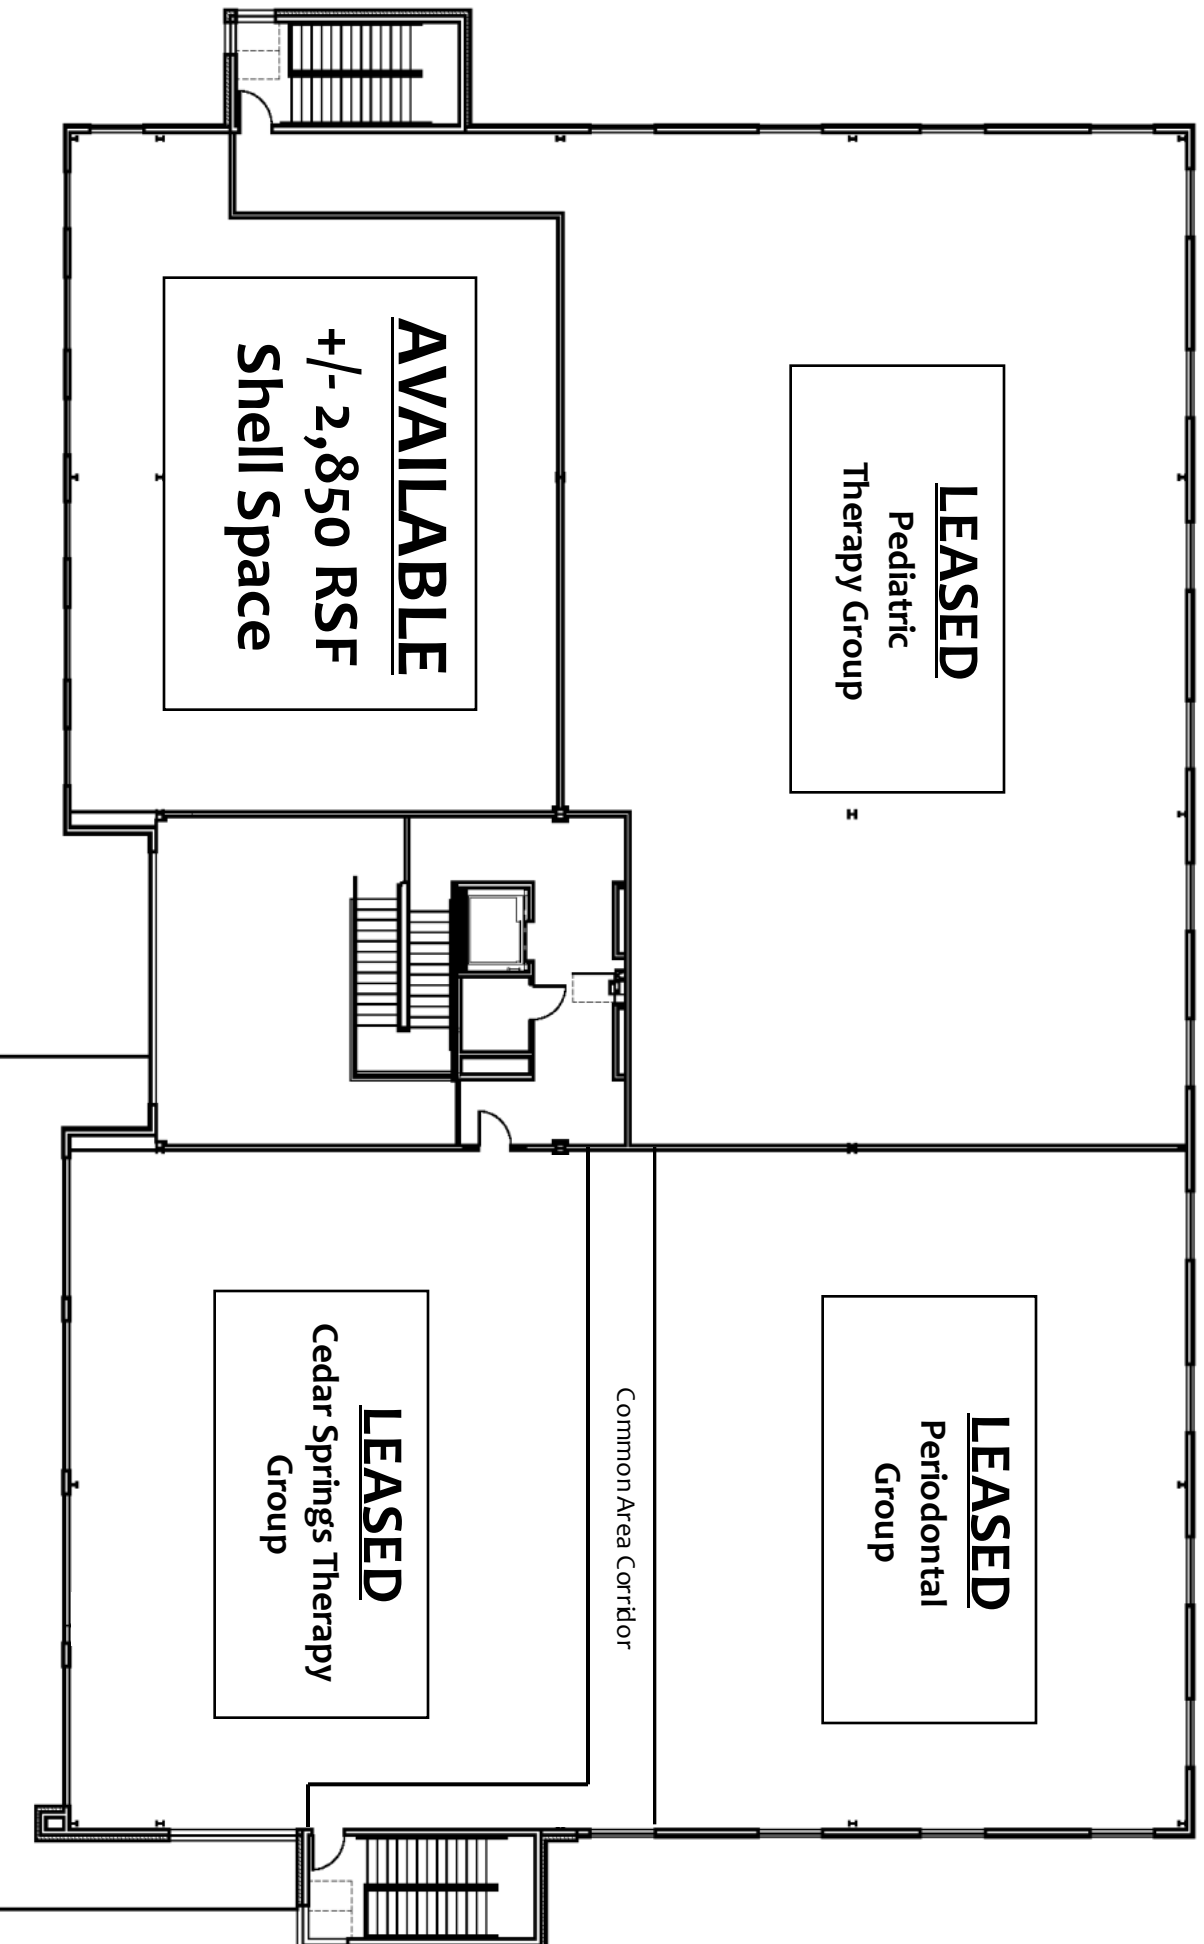 AVAILABLE
+/- 2,850 RSF
Shell Space
LEASED
Pediatric
Therapy Group
LEASED
Periodontal
Group
Common Area Corridor
LEASED
Cedar Springs Therapy
Group